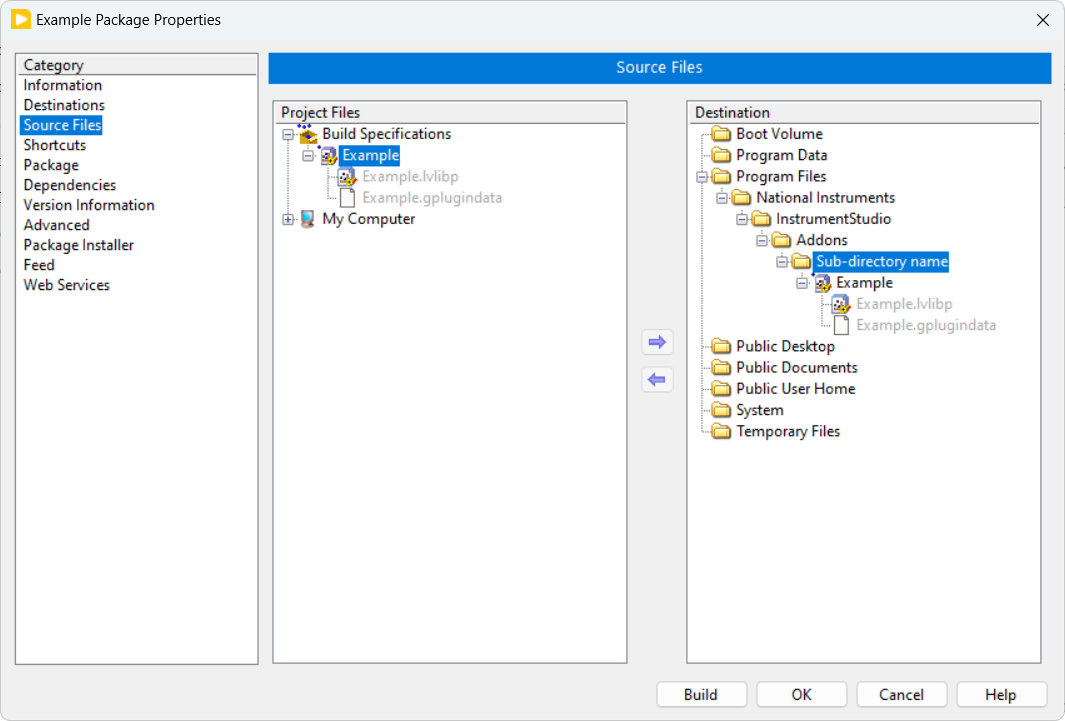 Example Package Properties
Category
Information
Destinations
Source Files
Shortcuts
Package
Dependencies
Version Information
Advanced
Package Installer
Feed
Web Services
Source Files
Project Files
Build Specifications
Example
Example.lvlibp
Example.gplugindata
My Computer
Destination
Boot Volume
Program Data
Program Files
National Instruments
InstrumentStudio
Addons
Sub-directory name
Example
Example.lvlibp
Example.gplugindata
Public Desktop
Public Documents
Public User Home
System
Temporary Files
Build OK Cancel Help